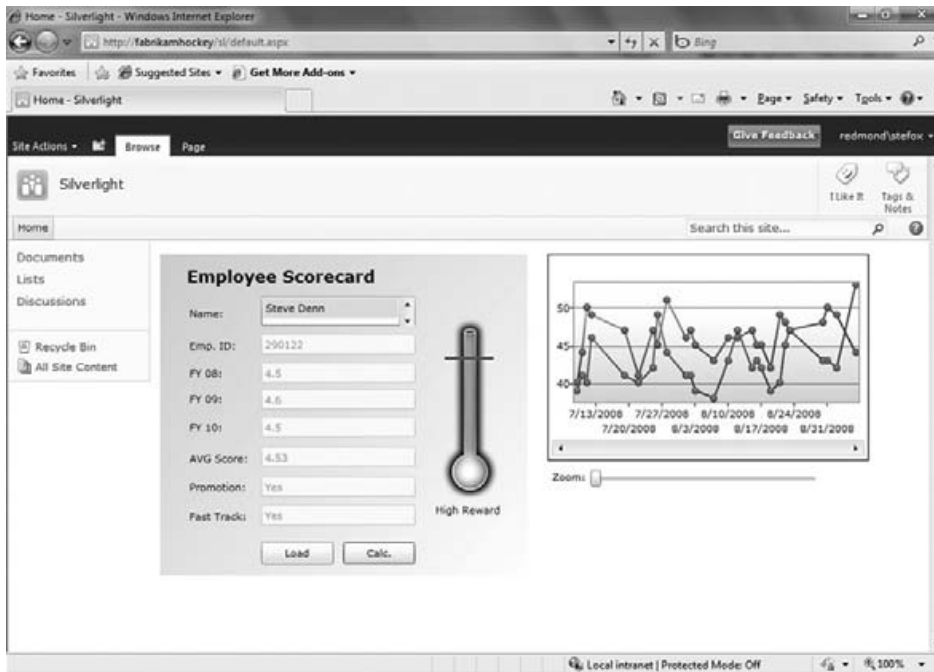 Home - Silverlight - Windows Internet Explorer
http://fabrikamhockey/sl/default.aspx
Bing
Favorites Suggested Sites Get More Add-ons
Home - Silverlight
Page Safety Tools
Site Actions Browse Page
Give Feedback redmond\stefox
Silverlight
I Like It Tags & Notes
Home
Search this site...
Documents
Lists
Discussions
Recycle Bin
All Site Content
Employee Scorecard
Name: Steve Denn
Emp. ID: 290122
FY 08: 4.5
FY 09: 4.6
FY 10: 4.5
AVG Score: 4.53
Promotion: Yes
Fast Track: Yes
Load Calc.
High Reward
50
45
40
7/13/2008 7/27/2008 8/10/2008 8/24/2008
7/20/2008 8/3/2008 8/17/2008 8/31/2008
Zoom:
Local intranet | Protected Mode: Off 100%